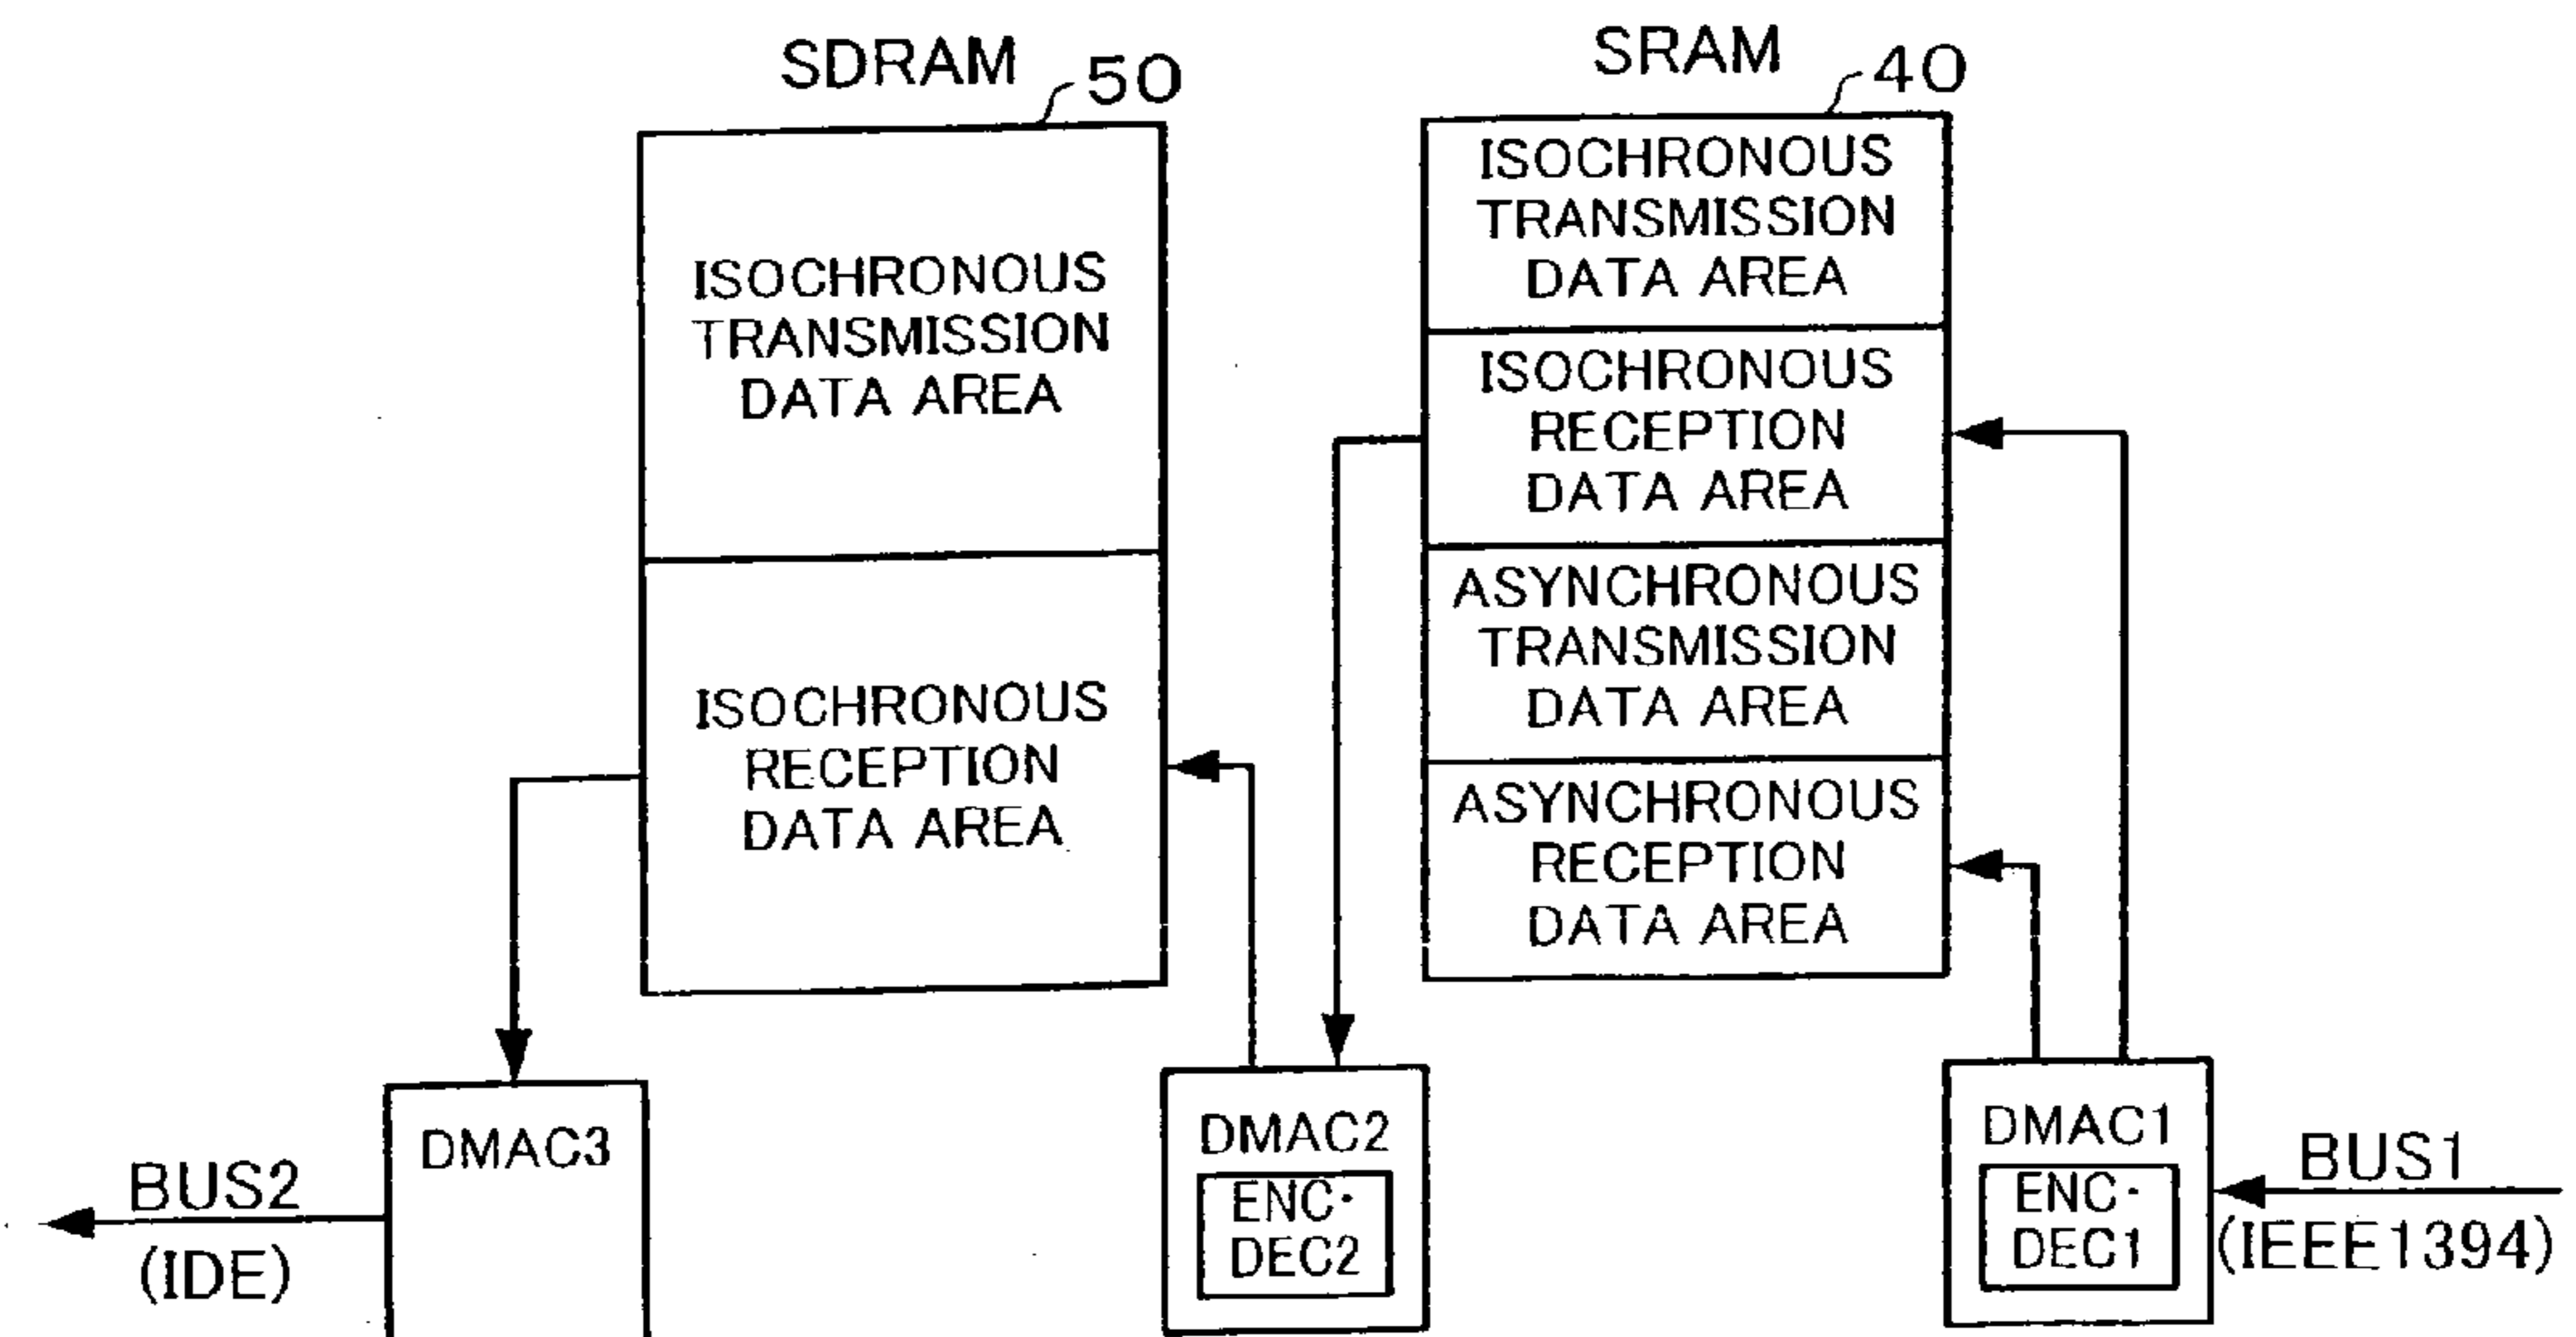 SDRAM
50
ISOCHRONOUS
TRANSMISSION
DATA AREA
ISOCHRONOUS
RECEPTION
DATA AREA
SRAM
40
ISOCHRONOUS
TRANSMISSION
DATA AREA
ISOCHRONOUS
RECEPTION
DATA AREA
ASYNCHRONOUS
TRANSMISSION
DATA AREA
ASYNCHRONOUS
RECEPTION
DATA AREA
BUS2
(IDE)
DMAC3
DMAC2
ENC·
DEC2
DMAC1
ENC·
DEC1
BUS1
(IEEE1394)